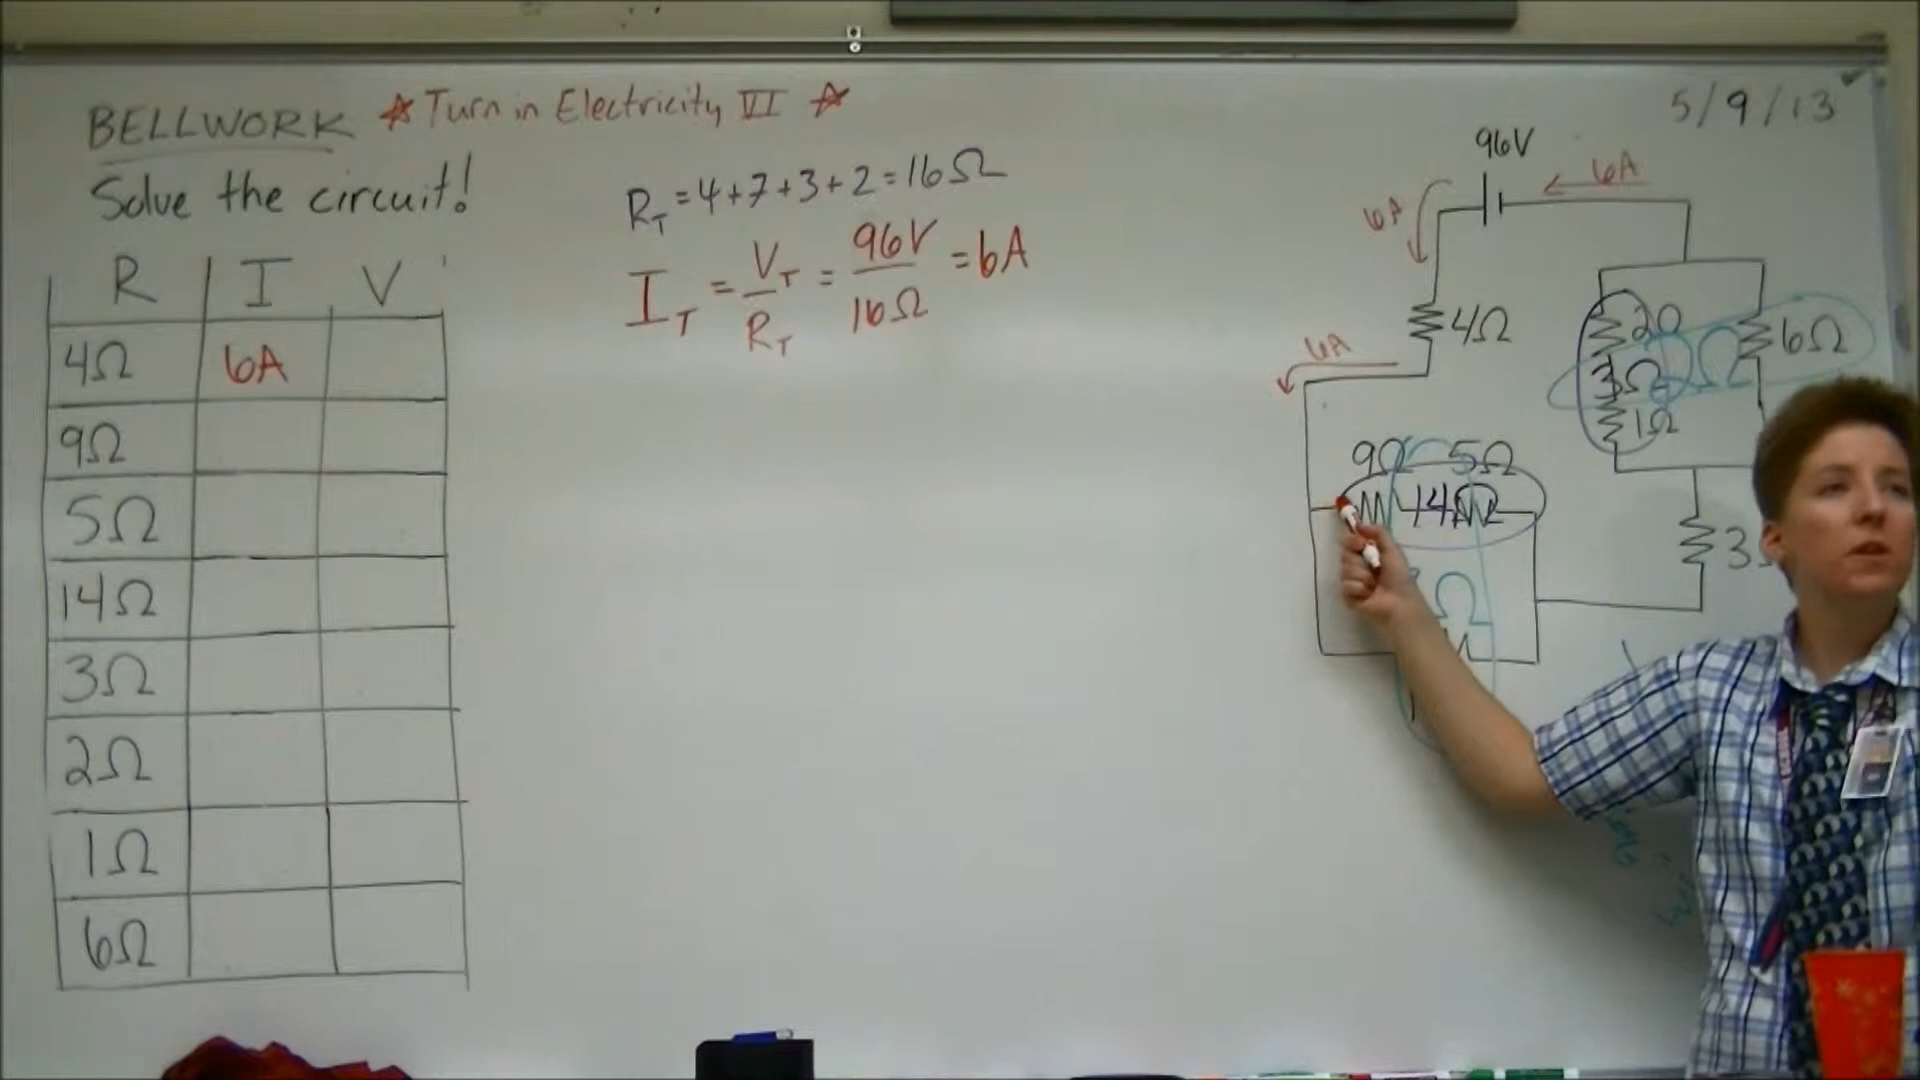 BELLWORK ☆ Turn in Electricity VI ☆
5/9/13
Solve the circuit!
R_T = 4+7+3+2 = 16Ω
I_T = V_T/R_T = 96V/16Ω = 6A
R I V
4Ω 6A
9Ω
5Ω
14Ω
3Ω
2Ω
1Ω
6Ω
96V
6A
6A
4Ω
6A
2Ω
6Ω
3Ω
1Ω
9Ω 5Ω
14Ω
3